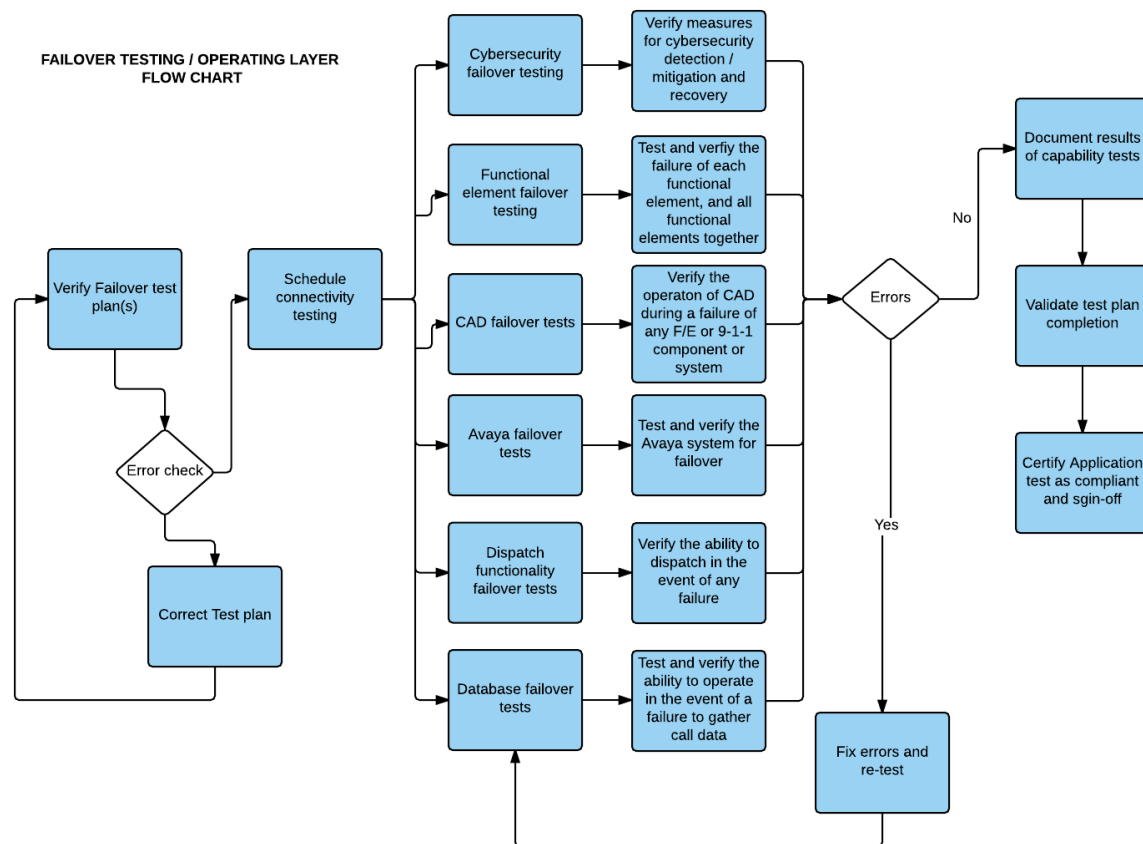 FAILOVER TESTING / OPERATING LAYER
FLOW CHART
Verify Failover test
plan(s)
Error check
Correct Test plan
Schedule
connectivity
testing
Cybersecurity
failover testing
Verify measures
for cybersecurity
detection /
mitigation and
recovery
Functional
element failover
testing
Test and verfiy the
failure of each
functional
element, and all
functional
elements together
CAD failover tests
Verify the
operaton of CAD
during a failure of
any F/E or 9-1-1
component or
system
Avaya failover
tests
Test and verify the
Avaya system for
failover
Dispatch
functionality
failover tests
Verify the ability to
dispatch in the
event of any
failure
Database failover
tests
Test and verify the
ability to operate
in the event of a
failure to gather
call data
Errors
No
Yes
Fix errors and
re-test
Document results
of capability tests
Validate test plan
completion
Certify Application
test as compliant
and sgin-off